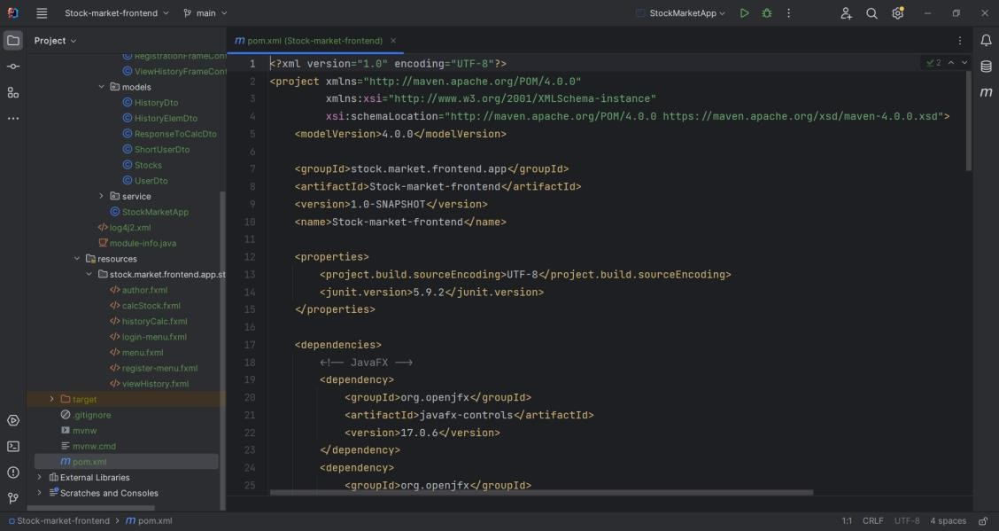 Stock-market-frontend
main
StockMarketApp
Project
m pom.xml (Stock-market-frontend)
RegistrationFrameCont
ViewHistoryFrameCont
models
HistoryDto
HistoryElemDto
ResponseToCalcDto
ShortUserDto
Stocks
UserDto
service
StockMarketApp
log4j2.xml
module-info.java
resources
stock.market.frontend.app.st
author.fxml
calcStock.fxml
historyCalc.fxml
login-menu.fxml
menu.fxml
register-menu.fxml
viewHistory.fxml
target
.gitignore
mvnw
mvnw.cmd
m pom.xml
External Libraries
Scratches and Consoles
1 <?xml version="1.0" encoding="UTF-8"?>
2 <project xmlns="http://maven.apache.org/POM/4.0.0"
3 xmlns:xsi="http://www.w3.org/2001/XMLSchema-instance"
4 xsi:schemaLocation="http://maven.apache.org/POM/4.0.0 https://maven.apache.org/xsd/maven-4.0.0.xsd">
5 <modelVersion>4.0.0</modelVersion>
6
7 <groupId>stock.market.frontend.app</groupId>
8 <artifactId>Stock-market-frontend</artifactId>
9 <version>1.0-SNAPSHOT</version>
10 <name>Stock-market-frontend</name>
11
12 <properties>
13 <project.build.sourceEncoding>UTF-8</project.build.sourceEncoding>
14 <junit.version>5.9.2</junit.version>
15 </properties>
16
17 <dependencies>
18 <!-- JavaFX -->
19 <dependency>
20 <groupId>org.openjfx</groupId>
21 <artifactId>javafx-controls</artifactId>
22 <version>17.0.6</version>
23 </dependency>
24 <dependency>
25 <groupId>org.openjfx</groupId>
2
m
Stock-market-frontend > m pom.xml
1:1 CRLF UTF-8 4 spaces